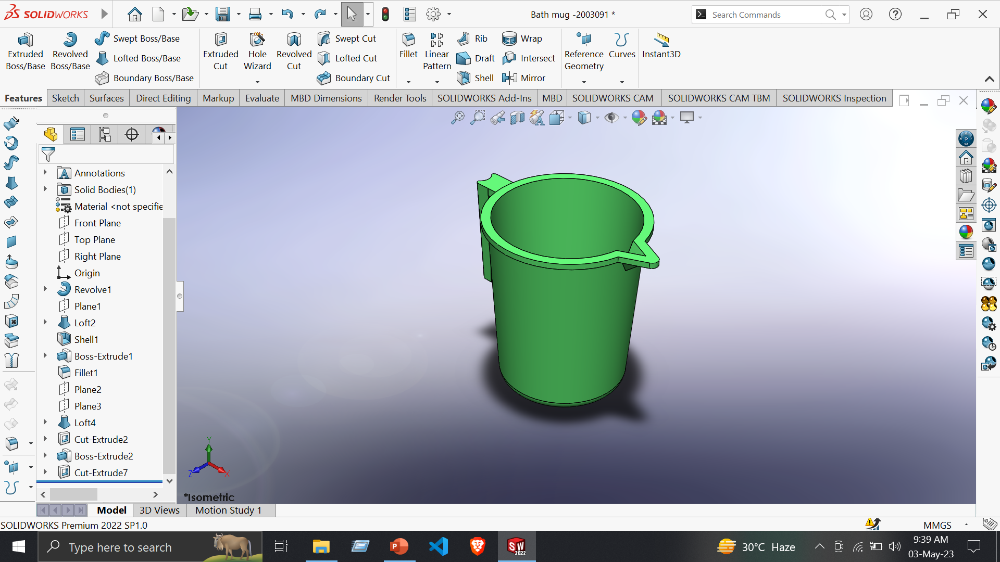 SOLIDWORKS
Bath mug -2003091 *
Search Commands
Extruded Boss/Base
Revolved Boss/Base
Swept Boss/Base
Lofted Boss/Base
Boundary Boss/Base
Extruded Cut
Hole Wizard
Revolved Cut
Swept Cut
Lofted Cut
Boundary Cut
Fillet
Linear Pattern
Rib
Draft
Shell
Wrap
Intersect
Mirror
Reference Geometry
Curves
Instant3D
Features
Sketch
Surfaces
Direct Editing
Markup
Evaluate
MBD Dimensions
Render Tools
SOLIDWORKS Add-Ins
MBD
SOLIDWORKS CAM
SOLIDWORKS CAM TBM
SOLIDWORKS Inspection
Annotations
Solid Bodies(1)
Material <not specifie
Front Plane
Top Plane
Right Plane
Origin
Revolve1
Plane1
Loft2
Shell1
Boss-Extrude1
Fillet1
Plane2
Plane3
Loft4
Cut-Extrude2
Boss-Extrude2
Cut-Extrude7
Y
Z
X
*Isometric
Model
3D Views
Motion Study 1
SOLIDWORKS Premium 2022 SP1.0
MMGS
Type here to search
SW
2022
30°C Haze
9:39 AM
03-May-23